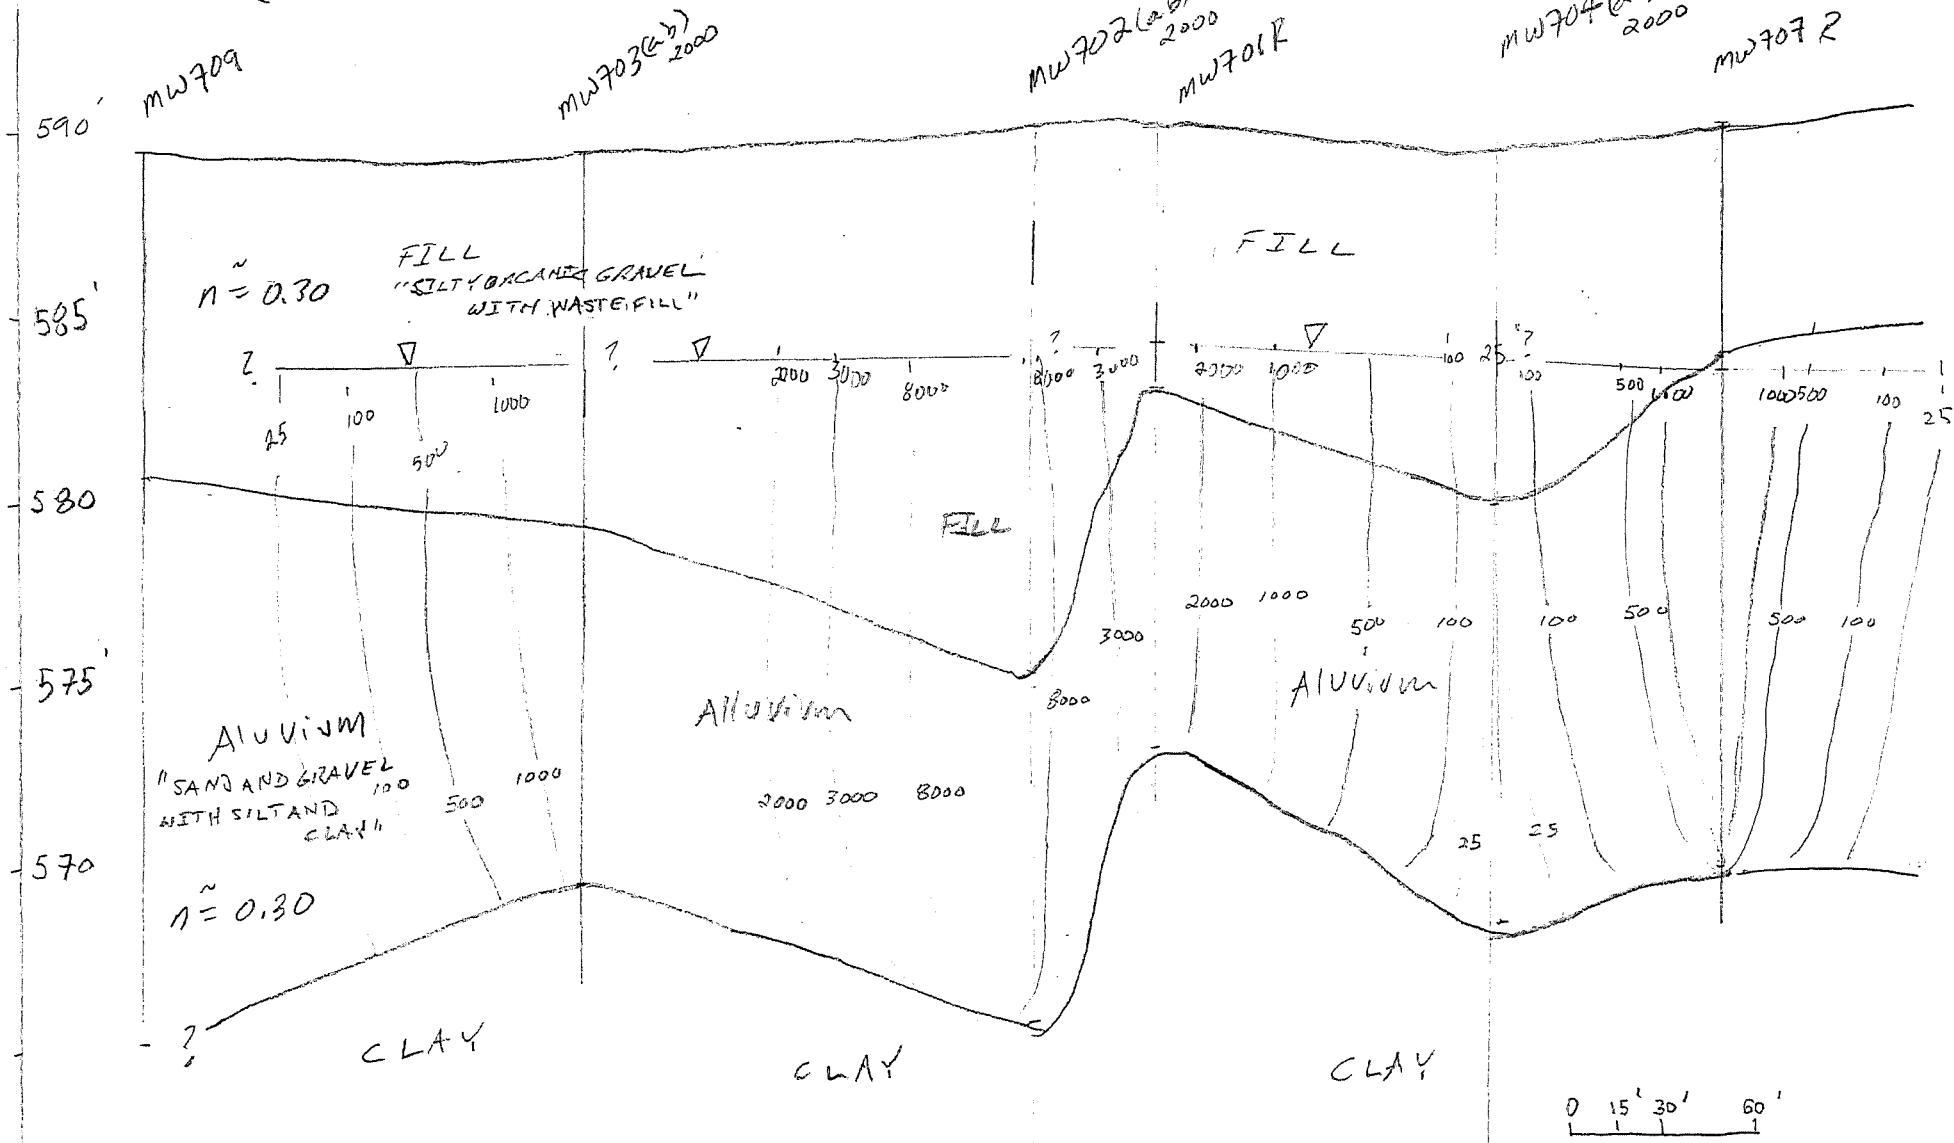 MW709
MW703(ab)
2000
MW702(ab)
2000
MW701R
MW704(a
2000
MW707R
590'
585'
580
575'
570
FILL
"SILTY ORGANIC GRAVEL
WITH WASTE FILL"
n ≅ 0.30
FILL
FILL
? ? ? ?
25 100 500 1000
2000 3000 8000
8000 3000 2000 1000 100 25 100 500 1000 1000 500 100 25
2000 1000 500 100 100 500 500 100
3000
8000
Aluvium
"SAND AND GRAVEL
WITH SILT AND
CLAY"
Alluvium
Aluvium
100 500 1000
2000 3000 8000
25 25
n ≅ 0.30
?
CLAY
CLAY
CLAY
0 15' 30' 60'